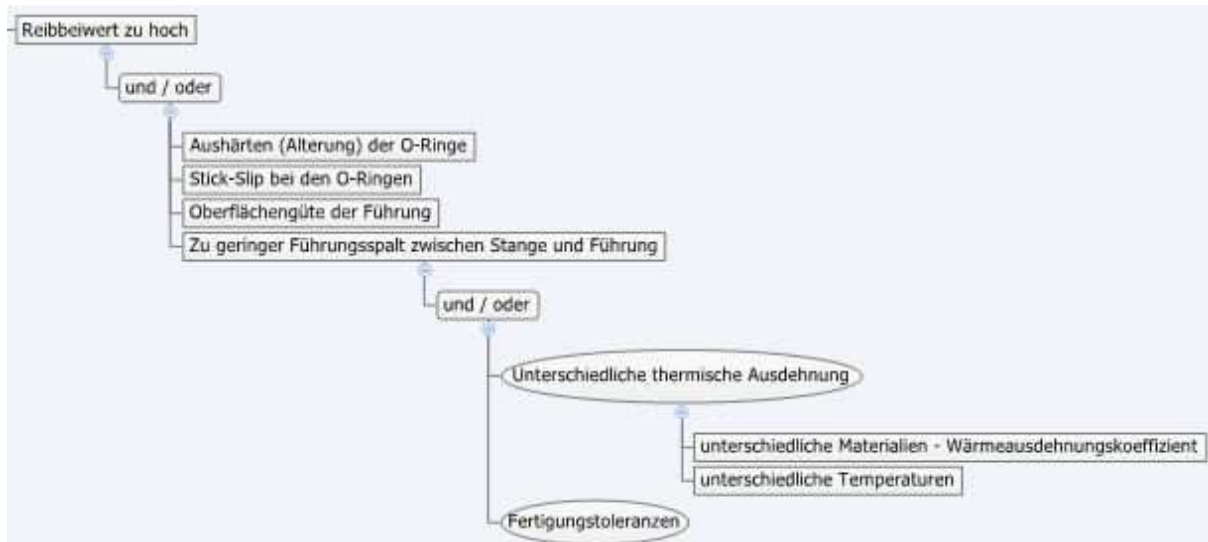 Reibbeiwert zu hoch
und / oder
Aushärten (Alterung) der O-Ringe
Stick-Slip bei den O-Ringen
Oberflächengüte der Führung
Zu geringer Führungsspalt zwischen Stange und Führung
und / oder
Unterschiedliche thermische Ausdehnung
unterschiedliche Materialien - Wärmeausdehnungskoeffizient
unterschiedliche Temperaturen
Fertigungstoleranzen